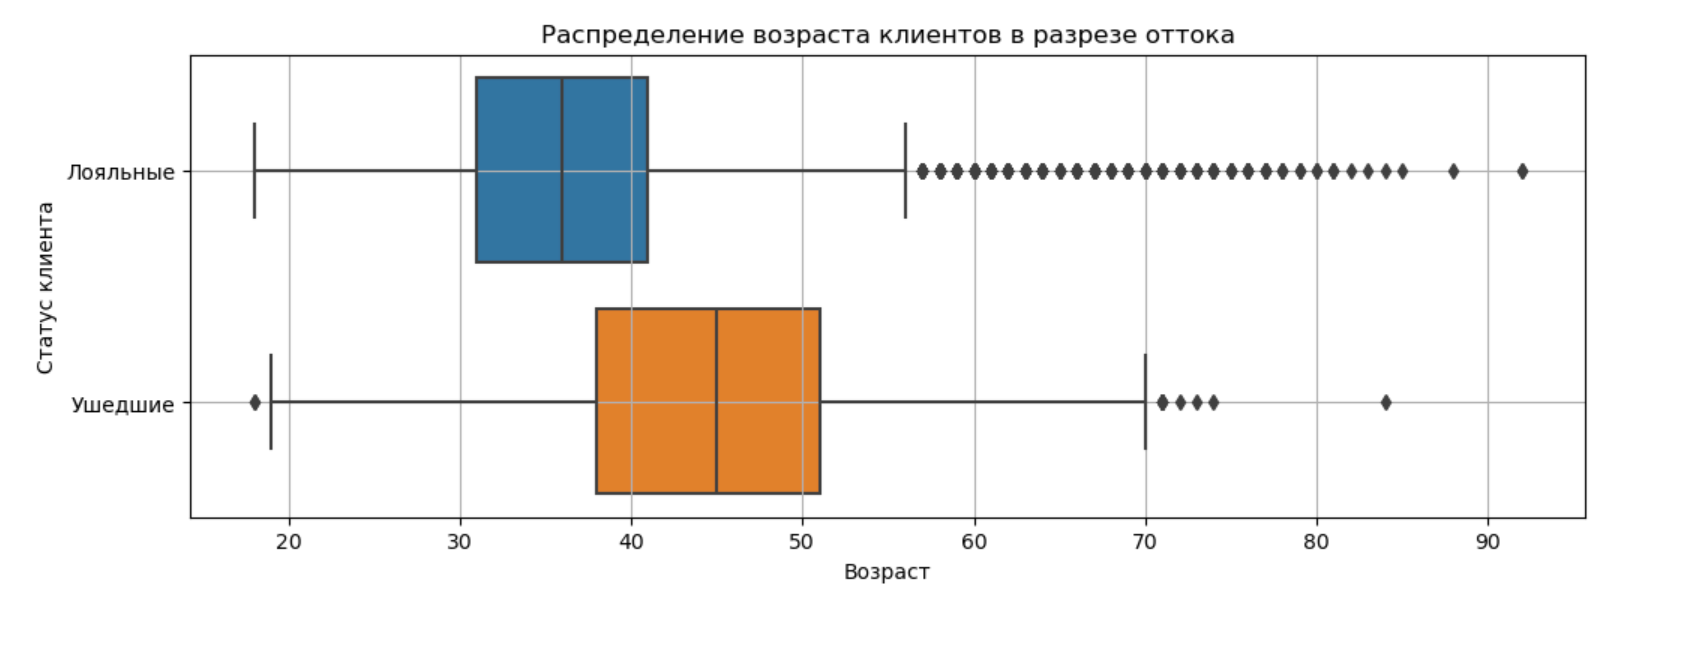 Распределение возраста клиентов в разрезе оттока
Статус клиента
Лояльные
Ушедшие
20 30 40 50 60 70 80 90
Возраст